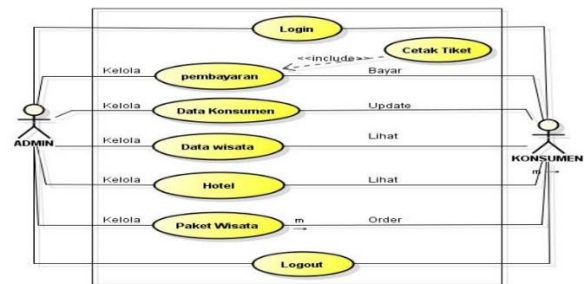 Login
Cetak Tiket
<<include>>
Kelola
pembayaran
Bayar
Kelola
Data Konsumen
Update
Kelola
Data wisata
Lihat
ADMIN
KONSUMEN
m
Kelola
Hotel
Lihat
Kelola
Paket Wisata
m
Order
Logout